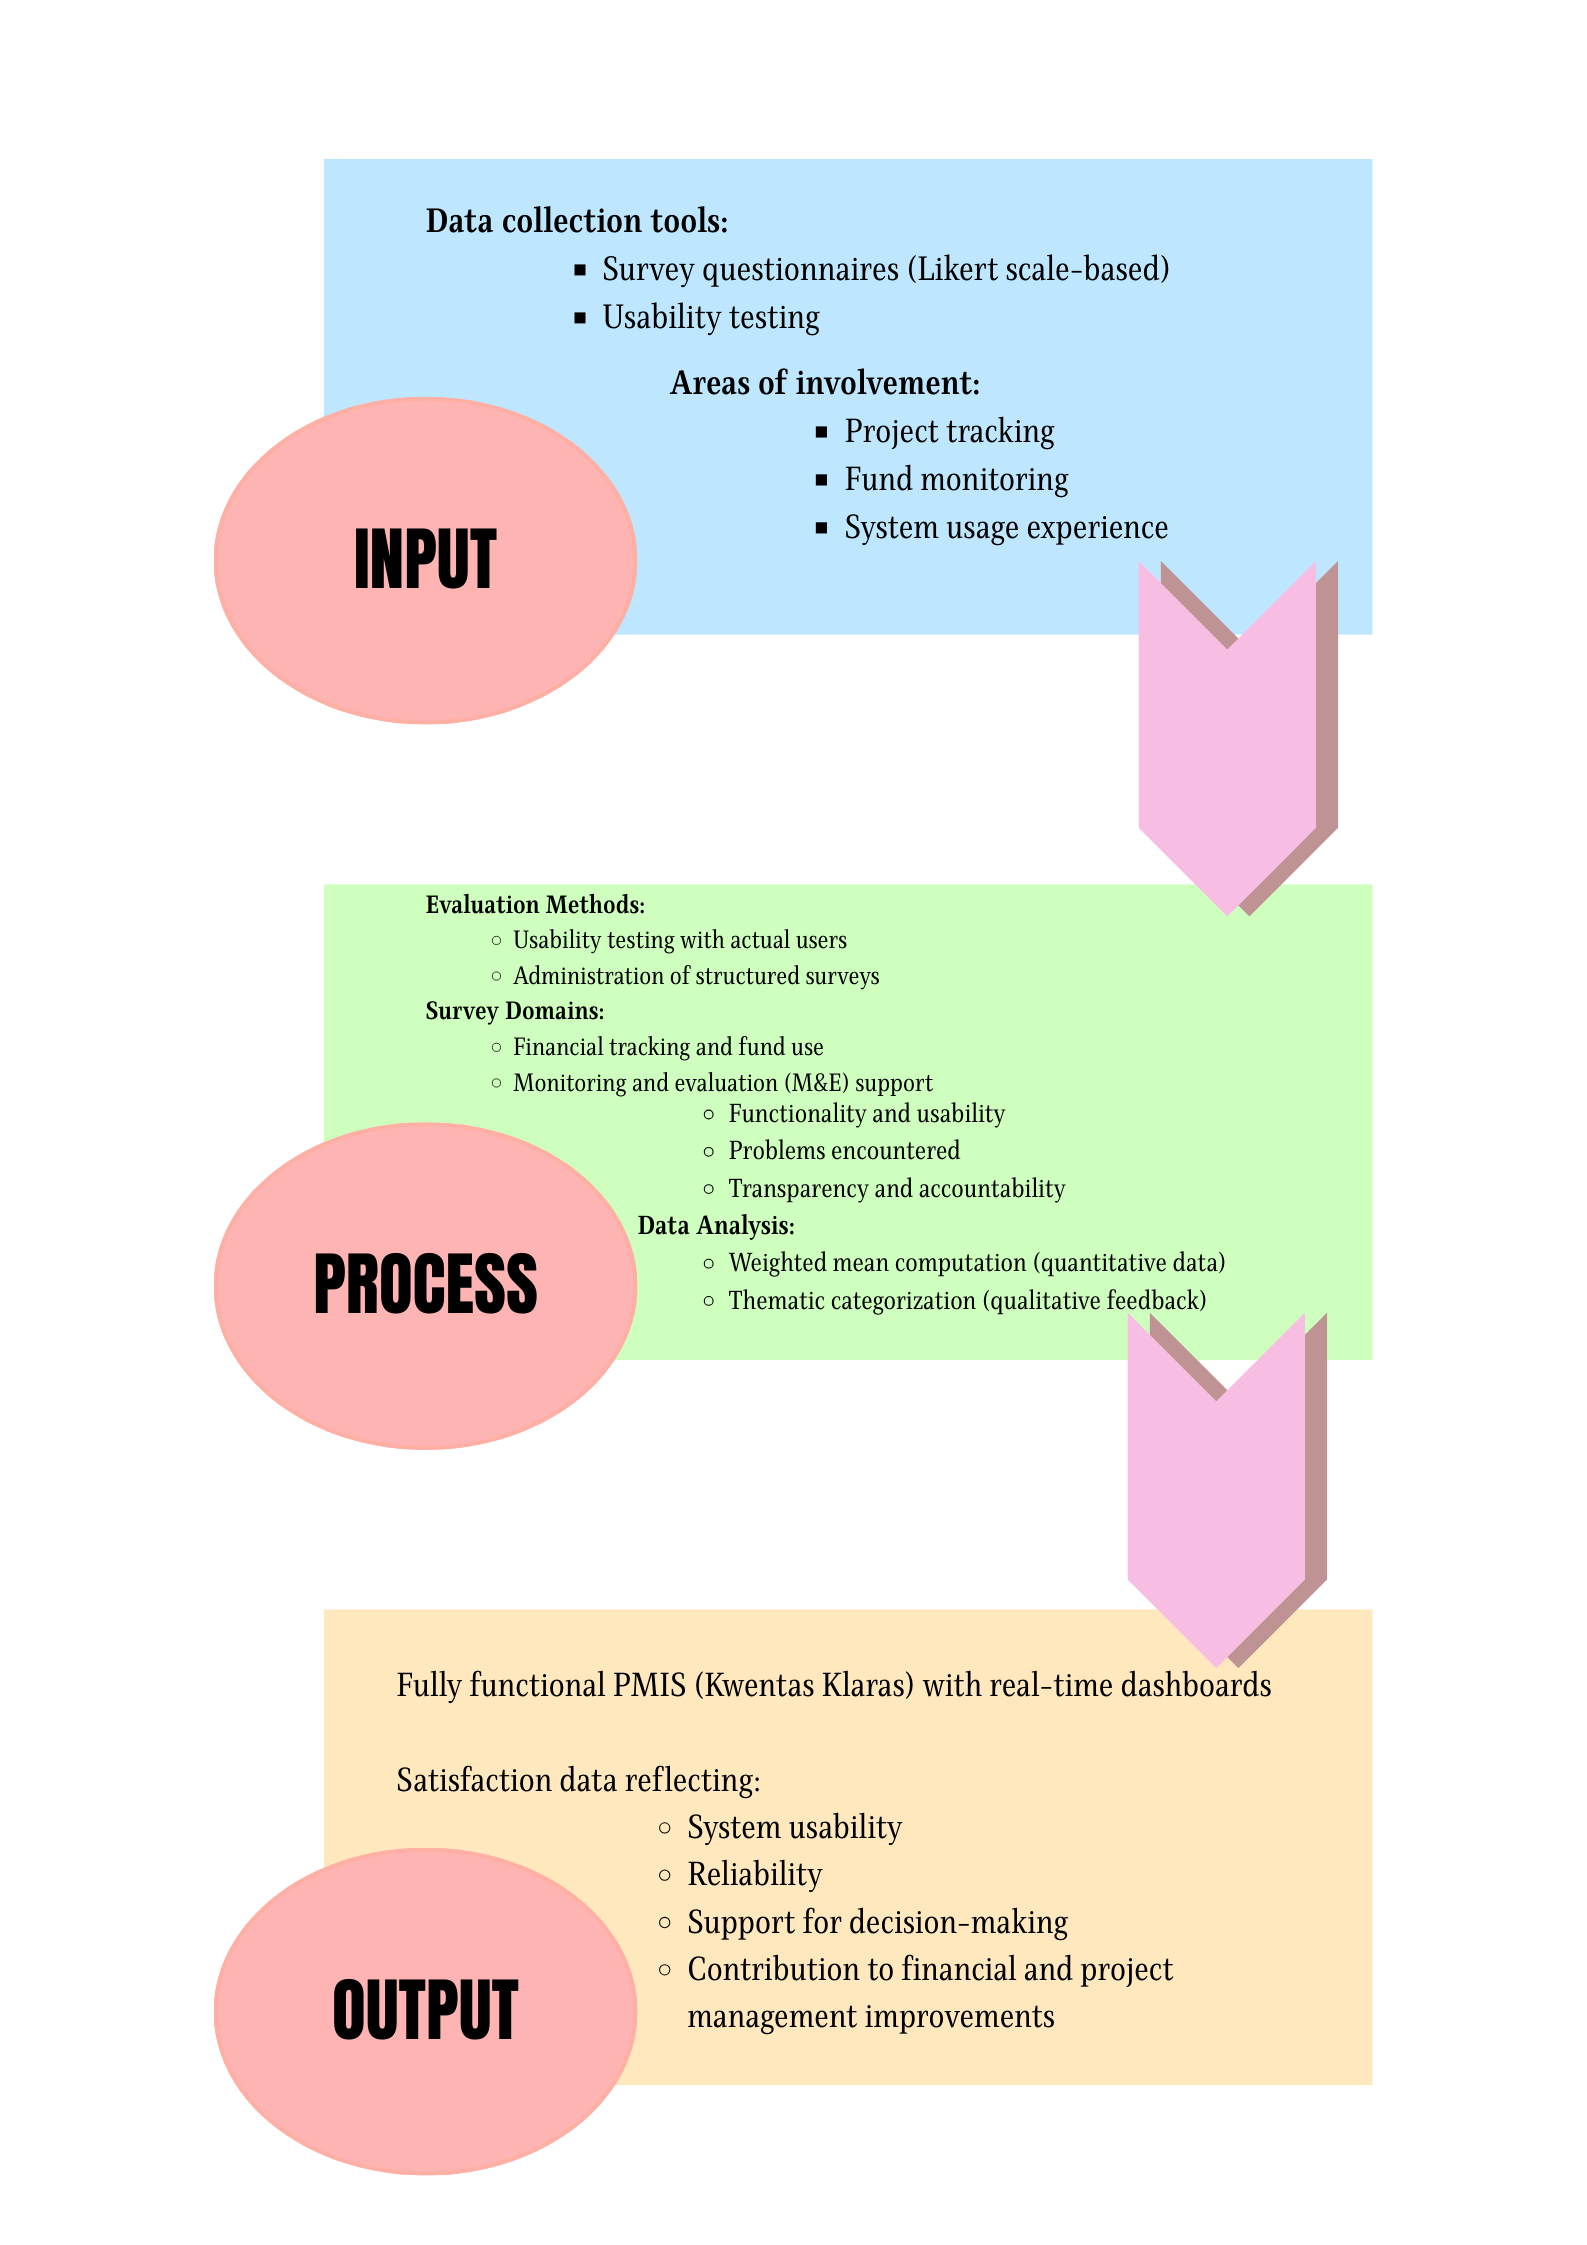 Data collection tools:
▪ Survey questionnaires (Likert scale-based)
▪ Usability testing
Areas of involvement:
▪ Project tracking
▪ Fund monitoring
▪ System usage experience
INPUT
Evaluation Methods:
○ Usability testing with actual users
○ Administration of structured surveys
Survey Domains:
○ Financial tracking and fund use
○ Monitoring and evaluation (M&E) support
○ Functionality and usability
○ Problems encountered
○ Transparency and accountability
Data Analysis:
○ Weighted mean computation (quantitative data)
○ Thematic categorization (qualitative feedback)
PROCESS
Fully functional PMIS (Kwentas Klaras) with real-time dashboards
Satisfaction data reflecting:
○ System usability
○ Reliability
○ Support for decision-making
○ Contribution to financial and project
management improvements
OUTPUT